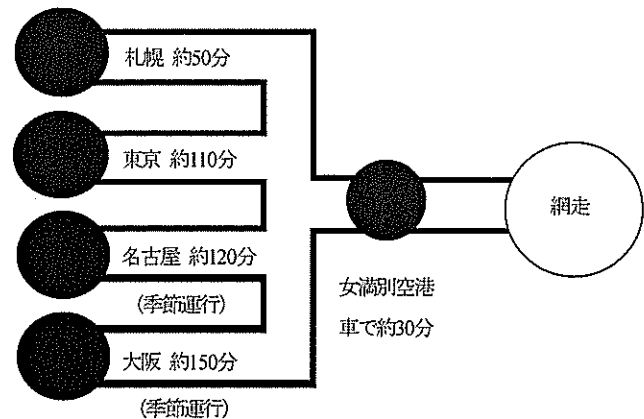 札幌 約50分
東京 約110分
名古屋 約120分
(季節運行)
大阪 約150分
(季節運行)
女満別空港
車で約30分
網走